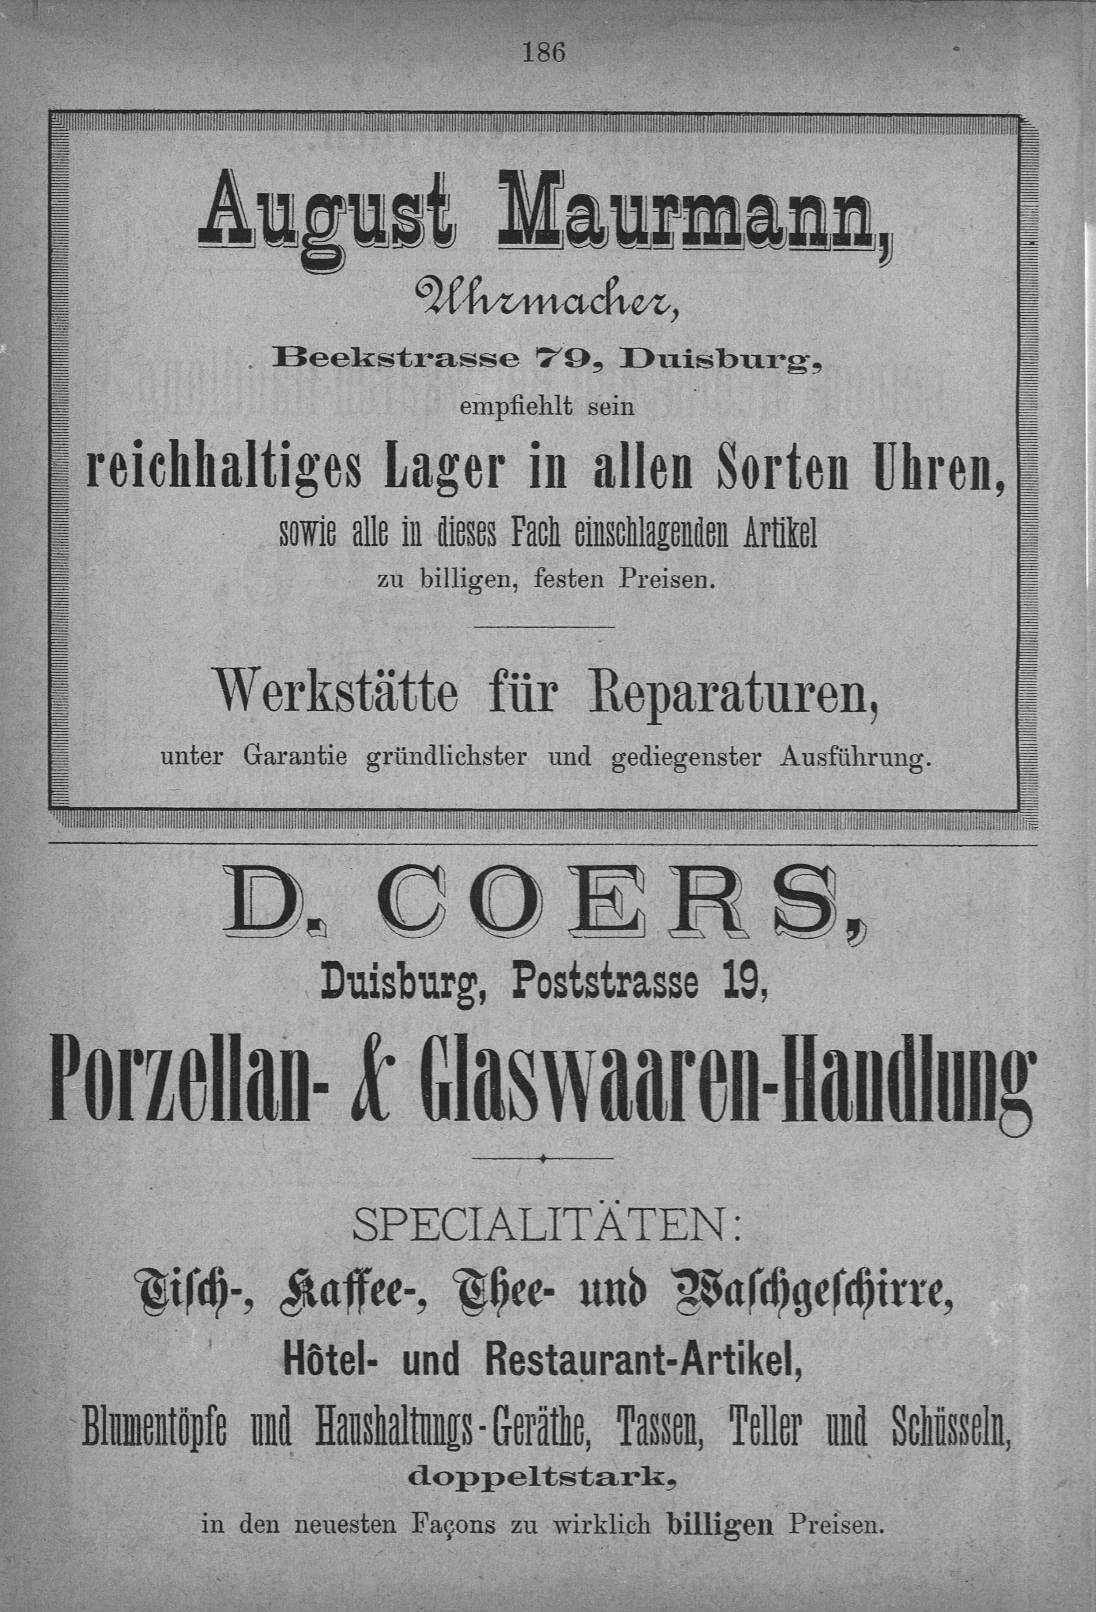 186
August Maurmann,
Uhrmacher,
Beekstrasse 79, Duisburg,
empfiehlt sein
reichhaltiges Lager in allen Sorten Uhren,
sowie alle in dieses Fach einschlagenden Artikel
zu billigen, festen Preisen.
Werkstätte für Reparaturen,
unter Garantie gründlichster und gediegenster Ausführung.
D. COERS,
Duisburg, Poststrasse 19,
Porzellan- & Glaswaaren-Handlung
SPECIALITÄTEN:
Tiſch-, Kaffee-, Thee- und Waſchgeſchirre,
Hôtel- und Restaurant-Artikel,
Blumentöpfe und Haushaltungs-Geräthe, Tassen, Teller und Schüsseln,
doppeltstark,
in den neuesten Façons zu wirklich billigen Preisen.